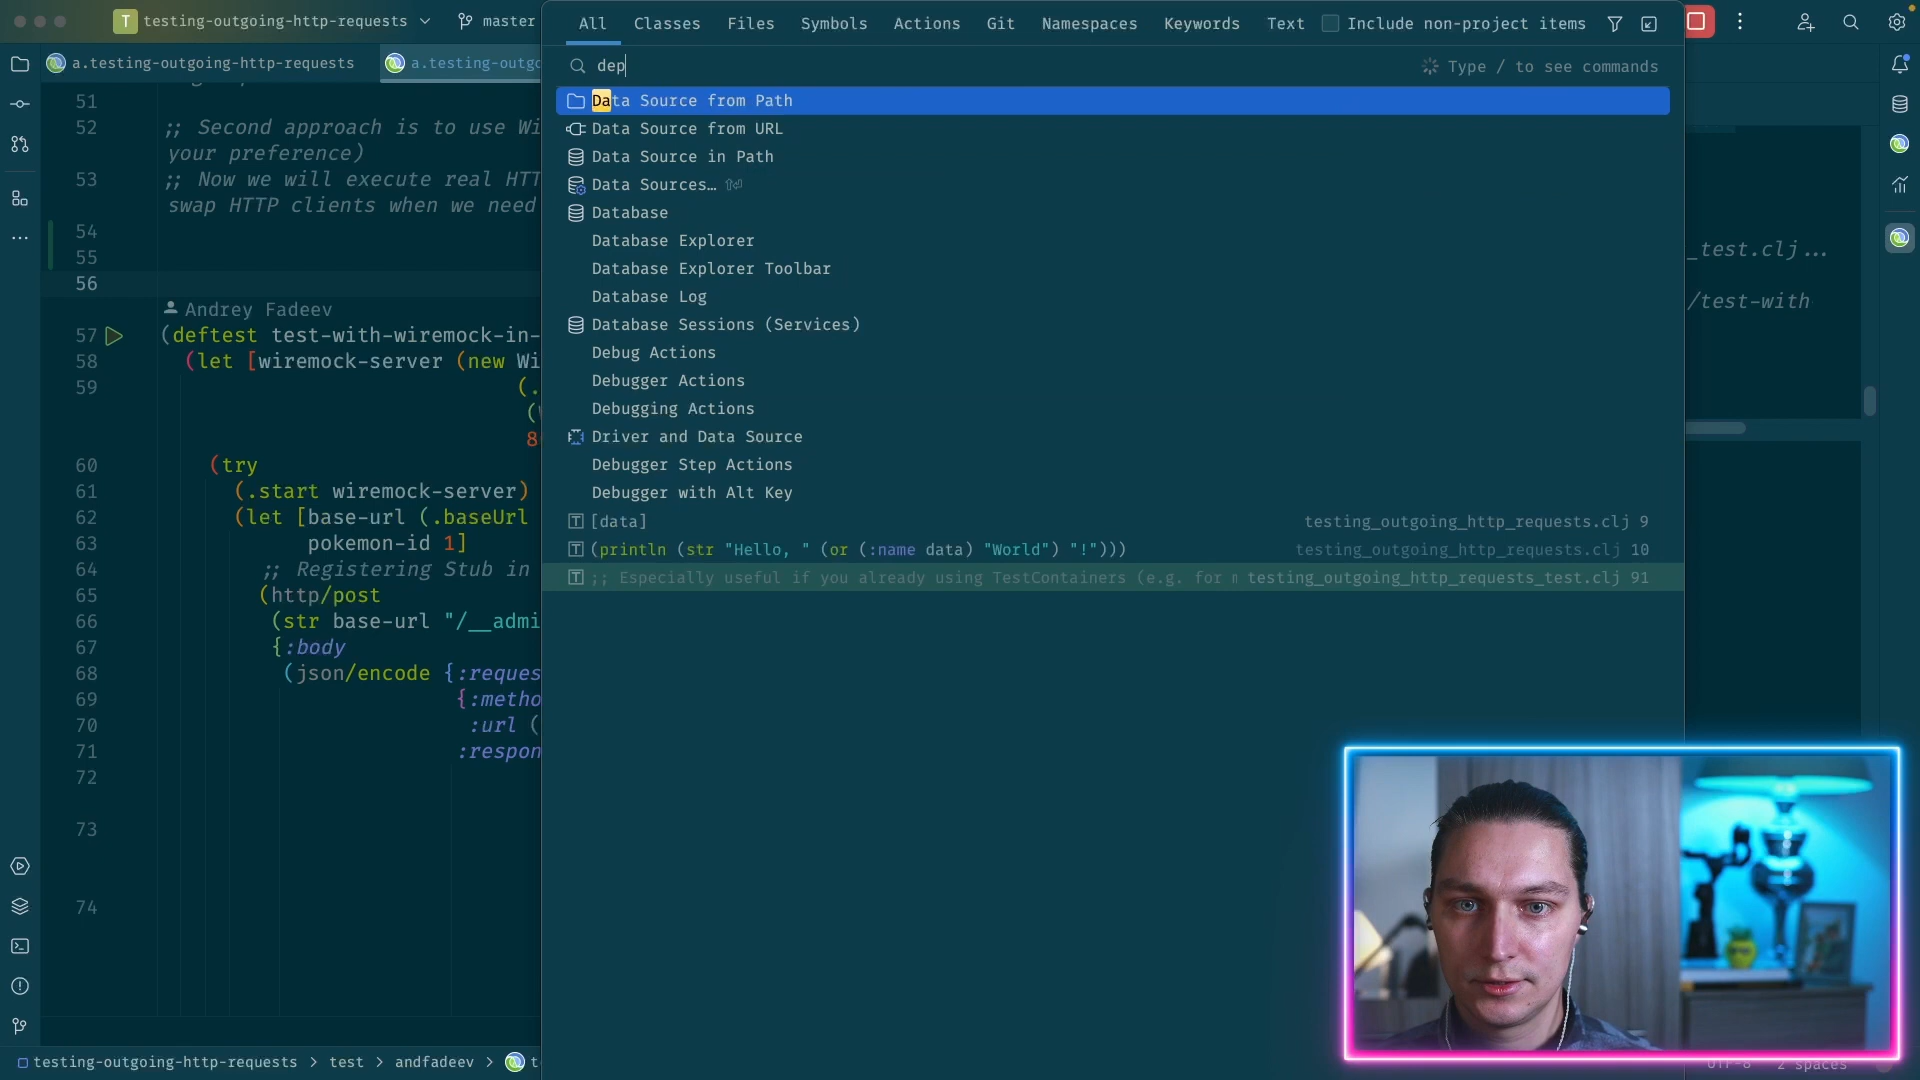 T testing-outgoing-http-requests master
All Classes Files Symbols Actions Git Namespaces Keywords Text Include non-project items
a.testing-outgoing-http-requests a.testing-outgo
dep Type / to see commands
Data Source from Path
Data Source from URL
Data Source in Path
Data Sources…
Database
Database Explorer
Database Explorer Toolbar
Database Log
Database Sessions (Services)
Debug Actions
Debugger Actions
Debugging Actions
Driver and Data Source
Debugger Step Actions
Debugger with Alt Key
[data] testing_outgoing_http_requests.clj 9
(println (str "Hello, " (or (:name data) "World") "!"))) testing_outgoing_http_requests.clj 10
;; Especially useful if you already using TestContainers (e.g. for testing_outgoing_http_requests_test.clj 91
51
52 ;; Second approach is to use Wi
your preference)
53 ;; Now we will execute real HTT
swap HTTP clients when we need
54
55
56
Andrey Fadeev
57 (deftest test-with-wiremock-in-
58 (let [wiremock-server (new Wi
59 (.
(
8
60 (try
61 (.start wiremock-server)
62 (let [base-url (.baseUrl
63 pokemon-id 1]
64 ;; Registering Stub in
65 (http/post
66 (str base-url "/__admi
67 {:body
68 (json/encode {:reques
69 {:metho
70 :url (
71 :respon
72
73
74
_test.clj...
/test-with
testing-outgoing-http-requests > test > andfadeev > t
UTF-8 2 spaces